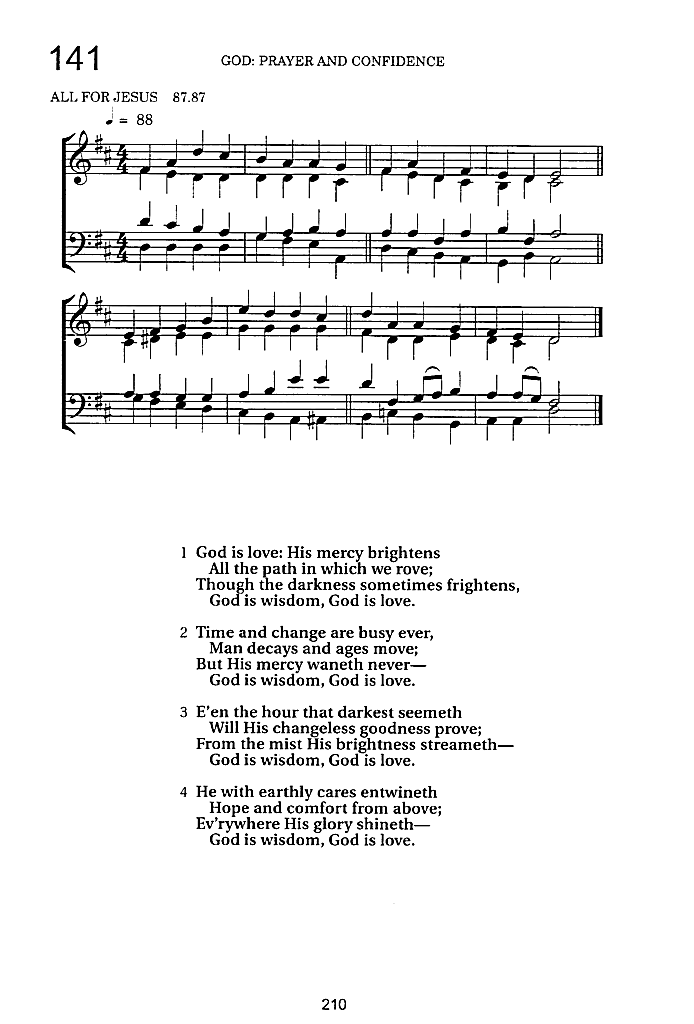 141
GOD: PRAYER AND CONFIDENCE
ALL FOR JESUS 87.87
♩ = 88
1 God is love: His mercy brightens
All the path in which we rove;
Though the darkness sometimes frightens,
God is wisdom, God is love.
2 Time and change are busy ever,
Man decays and ages move;
But His mercy waneth never—
God is wisdom, God is love.
3 E'en the hour that darkest seemeth
Will His changeless goodness prove;
From the mist His brightness streameth—
God is wisdom, God is love.
4 He with earthly cares entwineth
Hope and comfort from above;
Ev'rywhere His glory shineth—
God is wisdom, God is love.
210